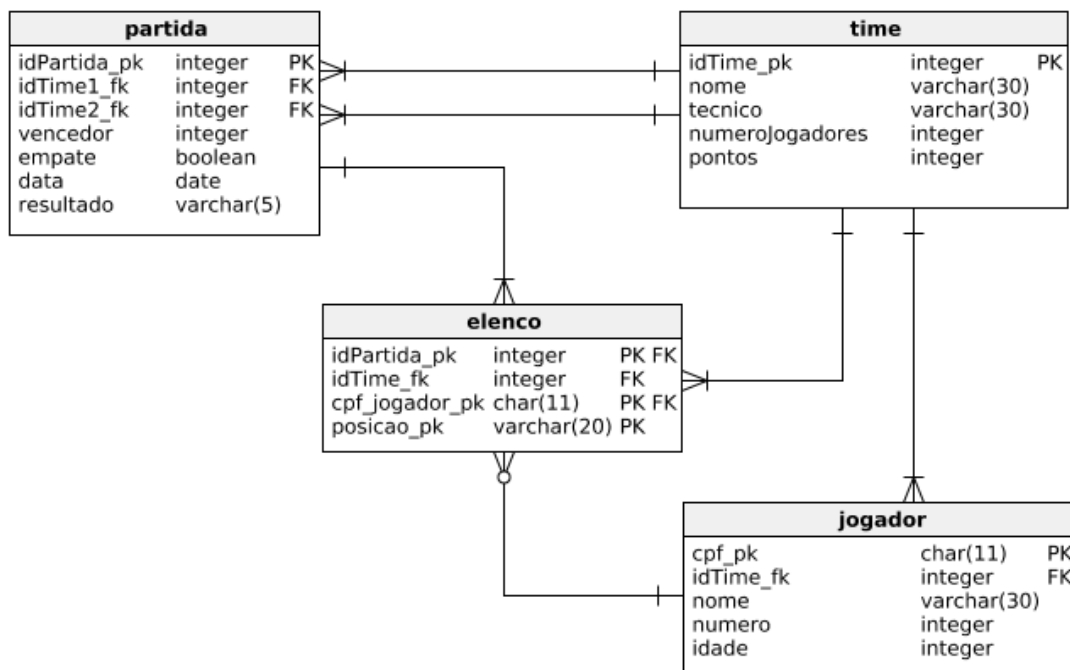 partida
idPartida_pk integer PK
idTime1_fk integer FK
idTime2_fk integer FK
vencedor integer
empate boolean
data date
resultado varchar(5)
time
idTime_pk integer PK
nome varchar(30)
tecnico varchar(30)
numeroJogadores integer
pontos integer
elenco
idPartida_pk integer PK FK
idTime_fk integer FK
cpf_jogador_pk char(11) PK FK
posicao_pk varchar(20) PK
jogador
cpf_pk char(11) PK
idTime_fk integer FK
nome varchar(30)
numero integer
idade integer